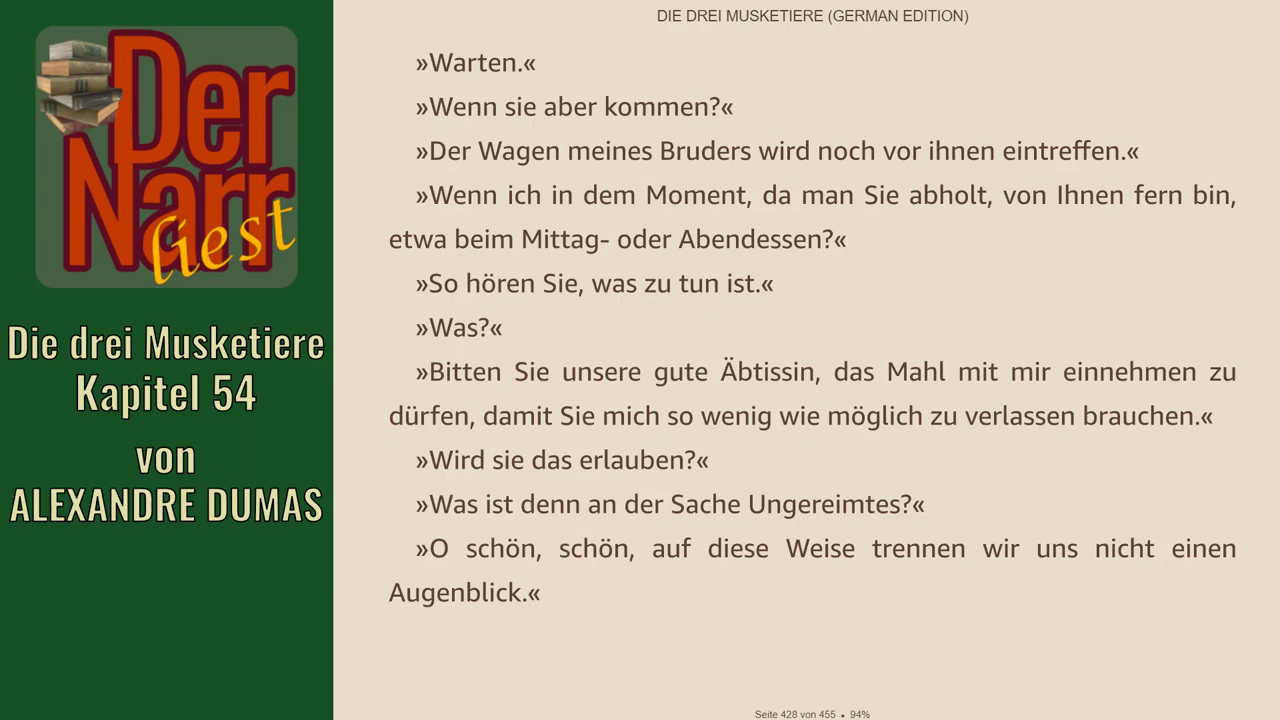 Der
Narr
liest
Die drei Musketiere
Kapitel 54
von
ALEXANDRE DUMAS
DIE DREI MUSKETIERE (GERMAN EDITION)
»Warten.«
»Wenn sie aber kommen?«
»Der Wagen meines Bruders wird noch vor ihnen eintreffen.«
»Wenn ich in dem Moment, da man Sie abholt, von Ihnen fern bin,
etwa beim Mittag- oder Abendessen?«
»So hören Sie, was zu tun ist.«
»Was?«
»Bitten Sie unsere gute Äbtissin, das Mahl mit mir einnehmen zu
dürfen, damit Sie mich so wenig wie möglich zu verlassen brauchen.«
»Wird sie das erlauben?«
»Was ist denn an der Sache Ungereimtes?«
»O schön, schön, auf diese Weise trennen wir uns nicht einen
Augenblick.«
Seite 428 von 455 • 94%